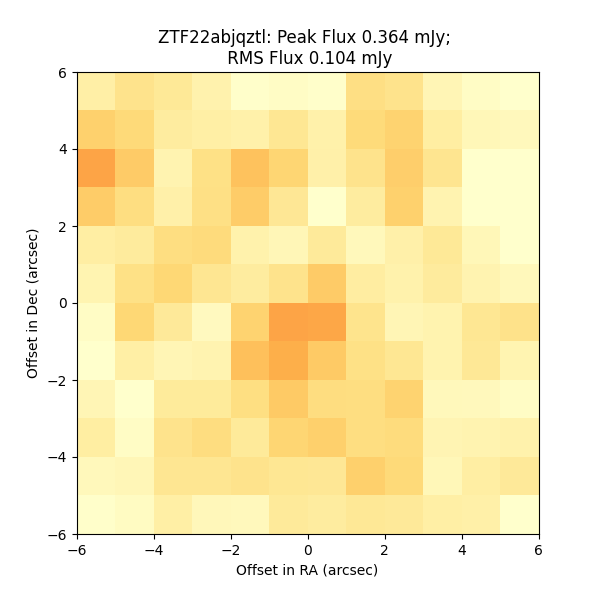 ZTF22abjqztl: Peak Flux 0.364 mJy;
RMS Flux 0.104 mJy
6
4
2
0
−2
−4
−6
Offset in Dec (arcsec)
−6 −4 −2 0 2 4 6
Offset in RA (arcsec)